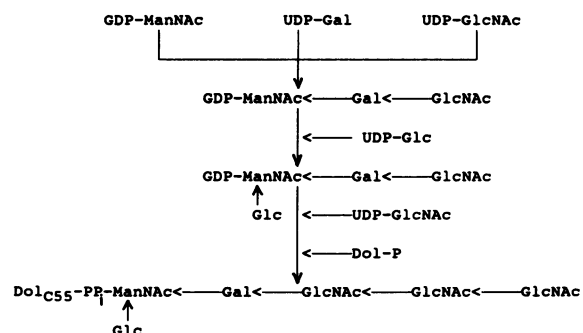 GDP-ManNAc UDP-Gal UDP-GlcNAc
GDP-ManNAc<——Gal<——GlcNAc
<—— UDP-Glc
GDP-ManNAc<——Gal<——GlcNAc
Glc <——UDP-GlcNAc
<——Dol-P
DolC55-PPi-ManNAc<——Gal<——GlcNAc<——GlcNAc<——GlcNAc
Glc